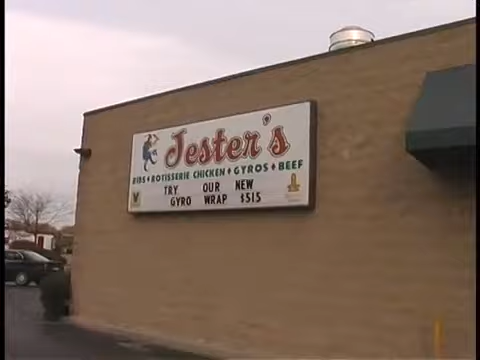 Jester's
RIBS • ROTISSERIE CHICKEN • GYROS • BEEF
TRY OUR NEW
GYRO WRAP $515